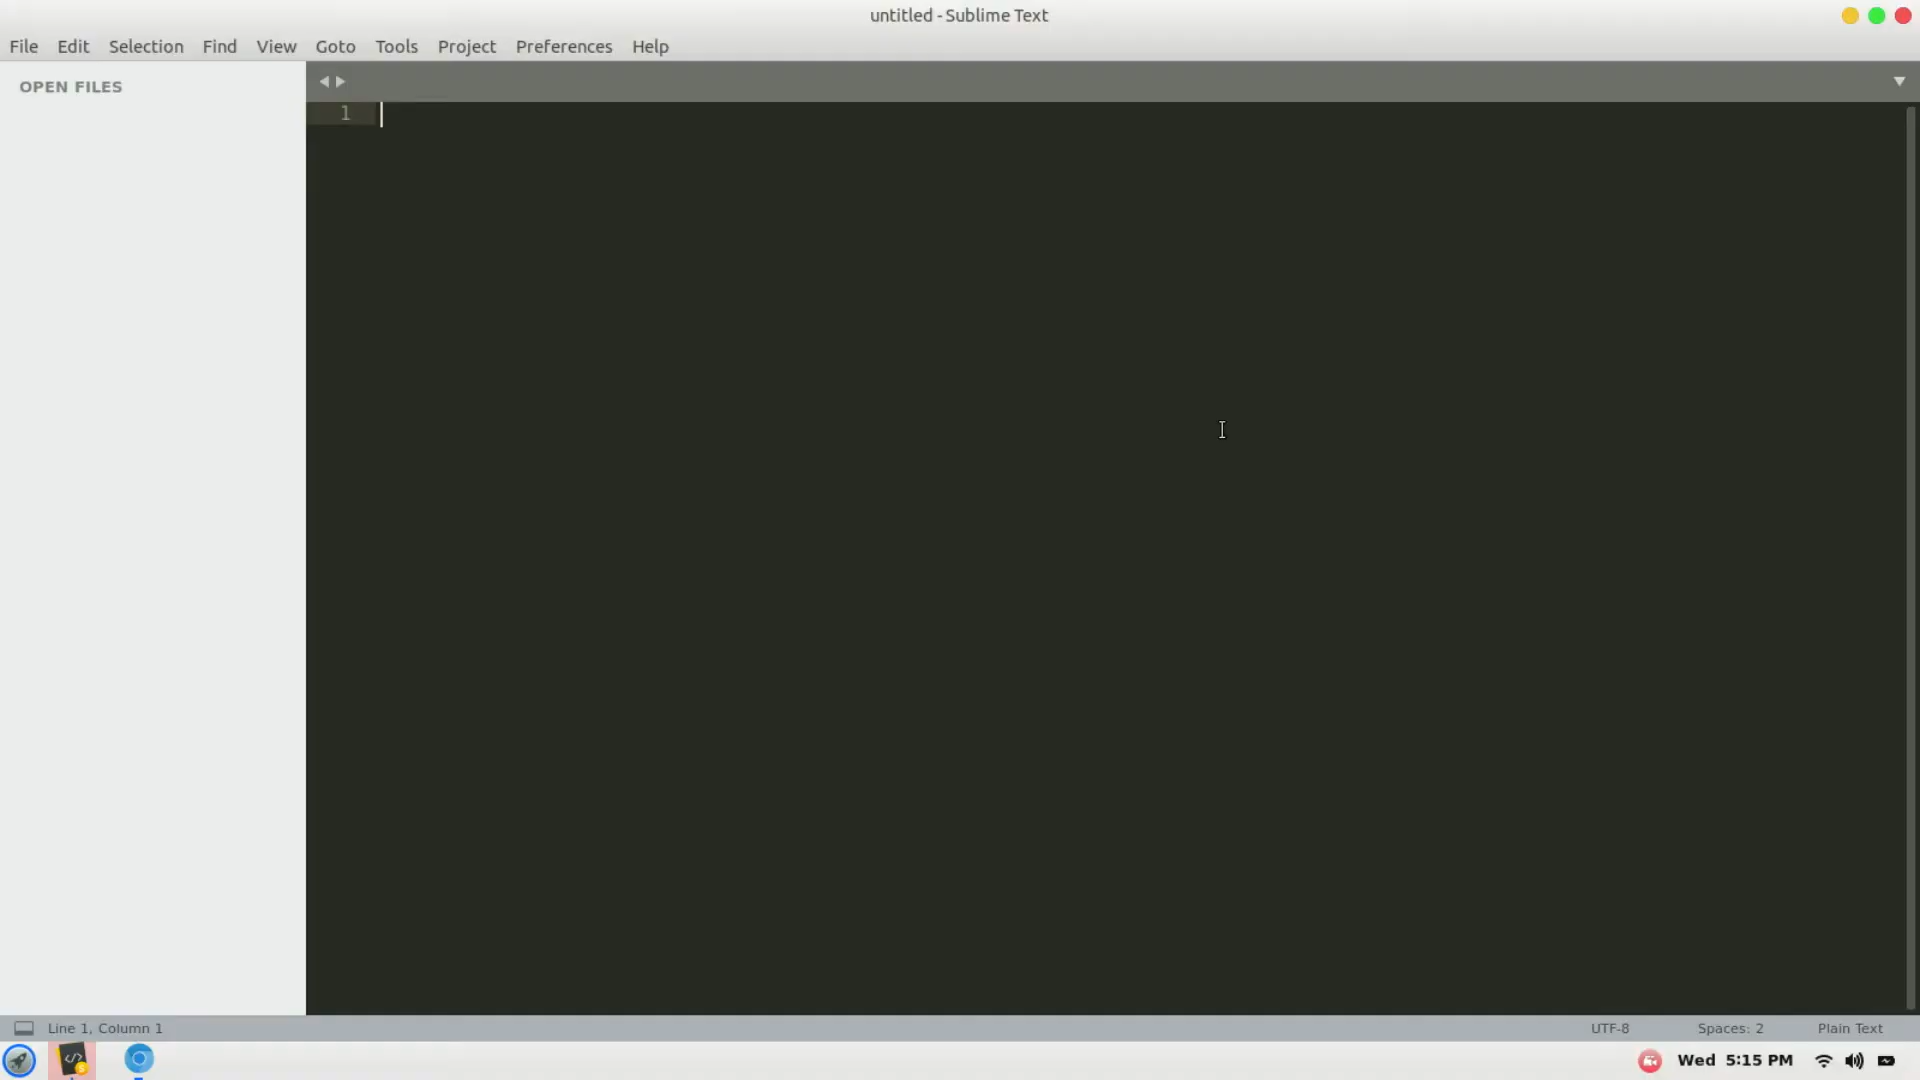 untitled - Sublime Text
File Edit Selection Find View Goto Tools Project Preferences Help
OPEN FILES
1
Line 1, Column 1 UTF-8 Spaces: 2 Plain Text
Wed 5:15 PM